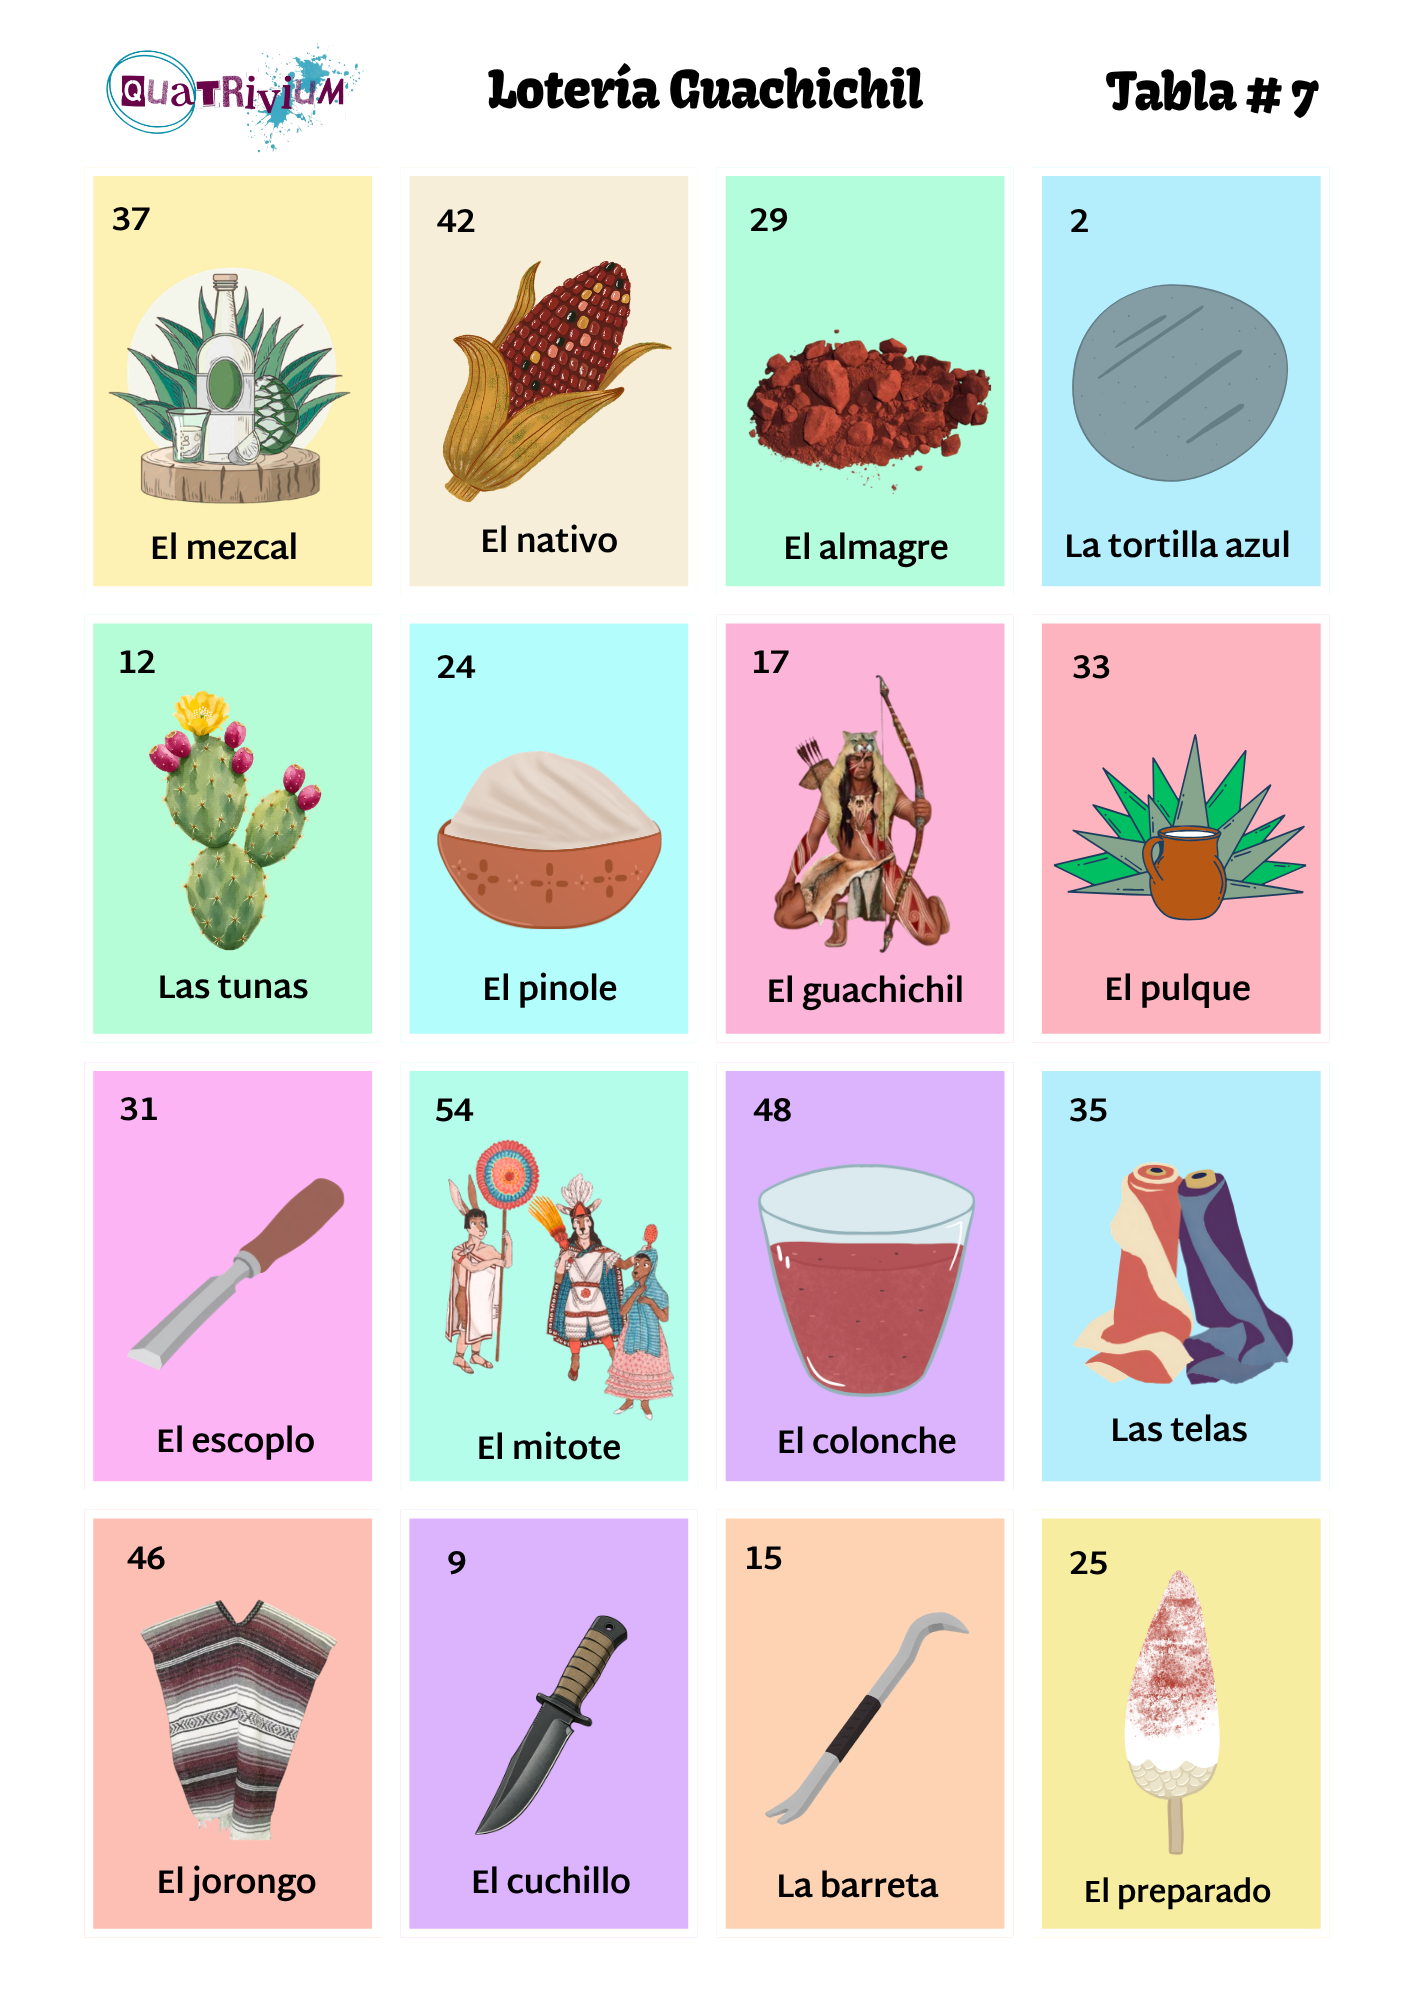 QUATRiViUM
Lotería Guachichil
Tabla # 7
37
El mezcal
42
El nativo
29
El almagre
2
La tortilla azul
12
Las tunas
24
El pinole
17
El guachichil
33
El pulque
31
El escoplo
54
El mitote
48
El colonche
35
Las telas
46
El jorongo
9
El cuchillo
15
La barreta
25
El preparado